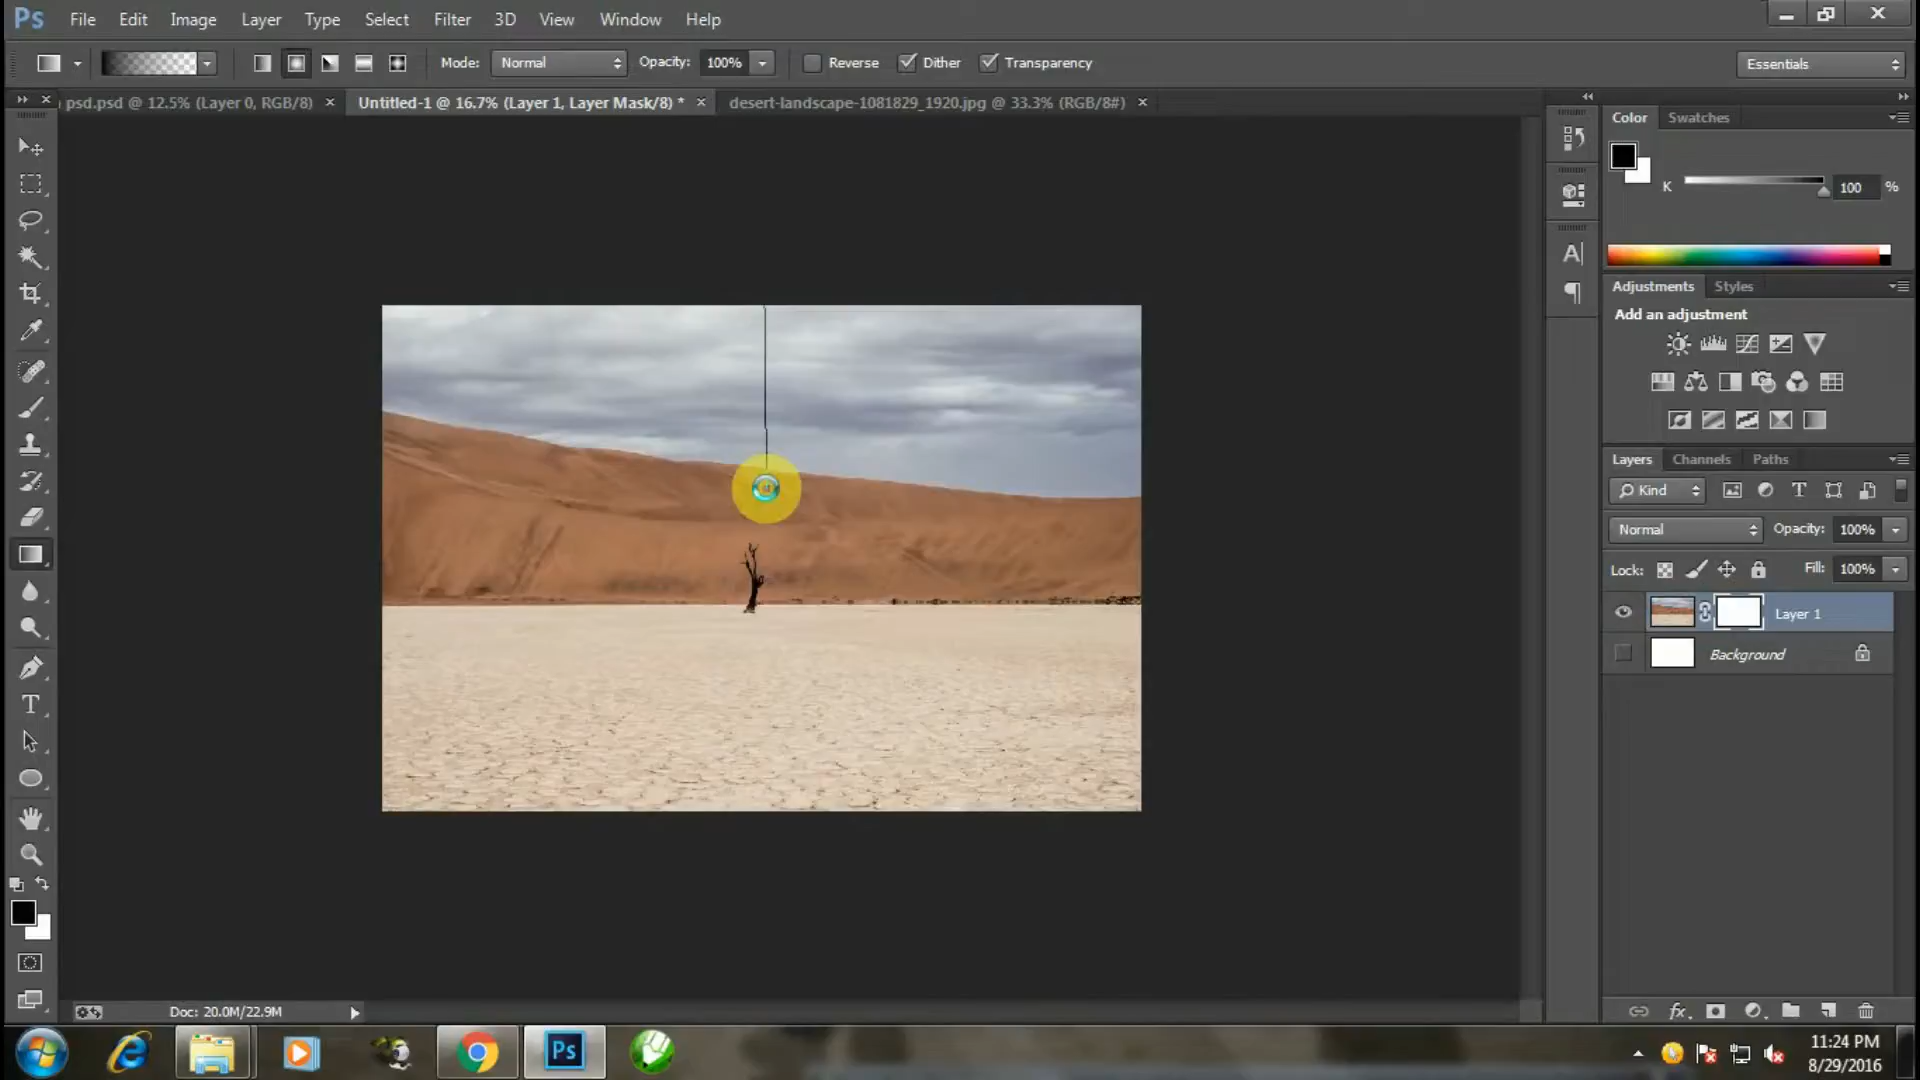 Ps File Edit Image Layer Type Select Filter 3D View Window Help
Mode: Normal Opacity: 100% Reverse Dither Transparency Essentials
psd.psd @ 12.5% (Layer 0, RGB/8) × Untitled-1 @ 16.7% (Layer 1, Layer Mask/8) * × desert-landscape-1081829_1920.jpg @ 33.3% (RGB/8#) ×
Color Swatches
K 100 %
Adjustments Styles
Add an adjustment
Layers Channels Paths
Kind
Normal Opacity: 100%
Lock: Fill: 100%
Layer 1
Background
Doc: 20.0M/22.9M
11:24 PM
8/29/2016